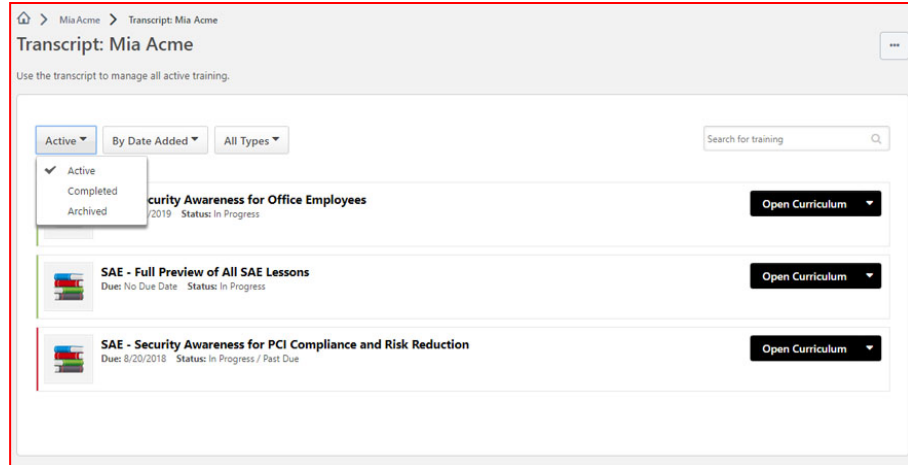 Mia Acme > Transcript: Mia Acme
Transcript: Mia Acme
...
Use the transcript to manage all active training.
Active By Date Added All Types Search for training
Active
Completed
Archived
curity Awareness for Office Employees
/2019 Status: In Progress
Open Curriculum
SAE - Full Preview of All SAE Lessons
Due: No Due Date Status: In Progress
Open Curriculum
SAE - Security Awareness for PCI Compliance and Risk Reduction
Due: 8/20/2018 Status: In Progress / Past Due
Open Curriculum